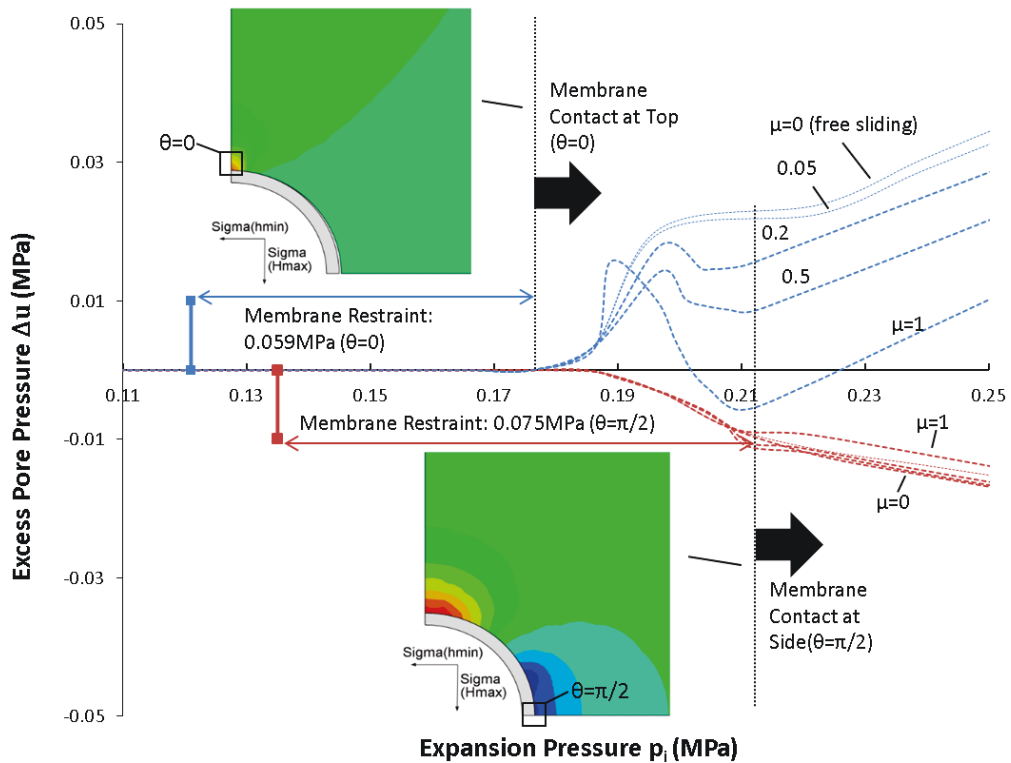 0.05
0.03
0.01
-0.01
-0.03
-0.05
Excess Pore Pressure Δu (MPa)
θ=0
Sigma(hmin)
Sigma
(Hmax)
Membrane
Contact at Top
(θ=0)
μ=0 (free sliding)
0.05
0.2
0.5
μ=1
Membrane Restraint:
0.059MPa (θ=0)
0.11
0.13
0.15
0.17
0.19
0.21
0.23
0.25
Membrane Restraint: 0.075MPa (θ=π/2)
μ=1
μ=0
Sigma(hmin)
Sigma
(Hmax)
θ=π/2
Membrane
Contact at
Side(θ=π/2)
Expansion Pressure pi (MPa)